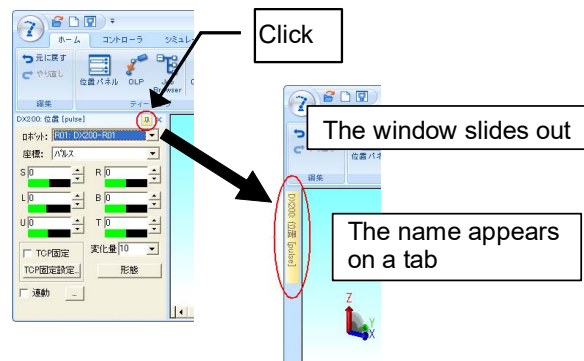 Click
ホーム
コントローラ
シミュレ
元に戻す
やり直し
位置パネル
OLP
Browser
編集
ティー
DX200: 位置 [pulse]
ロボット: R01: DX200-R01
座標: パルス
S 0
R 0
L 0
B 0
U 0
T 0
TCP固定
変化量 10
TCP固定設定..
形態
連動
..
The window slides out
位置パネ
編集
DX200: 位置 [pulse]
The name appears
on a tab
Z
Y
X